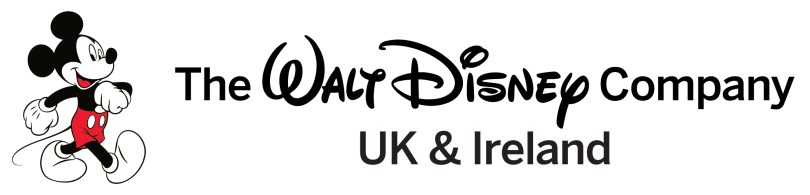 The Walt Disney Company
UK & Ireland